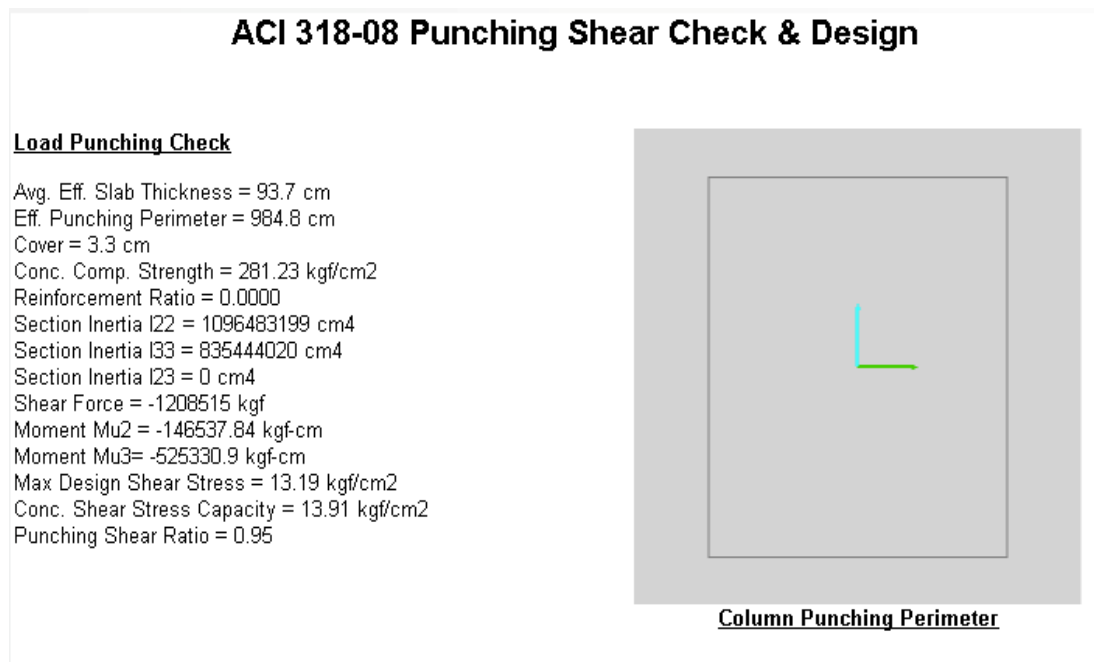 ACI 318-08 Punching Shear Check & Design
Load Punching Check
Avg. Eff. Slab Thickness = 93.7 cm
Eff. Punching Perimeter = 984.8 cm
Cover = 3.3 cm
Conc. Comp. Strength = 281.23 kgf/cm2
Reinforcement Ratio = 0.0000
Section Inertia I22 = 1096483199 cm4
Section Inertia I33 = 835444020 cm4
Section Inertia I23 = 0 cm4
Shear Force = -1208515 kgf
Moment Mu2 = -146537.84 kgf-cm
Moment Mu3= -525330.9 kgf-cm
Max Design Shear Stress = 13.19 kgf/cm2
Conc. Shear Stress Capacity = 13.91 kgf/cm2
Punching Shear Ratio = 0.95
Column Punching Perimeter